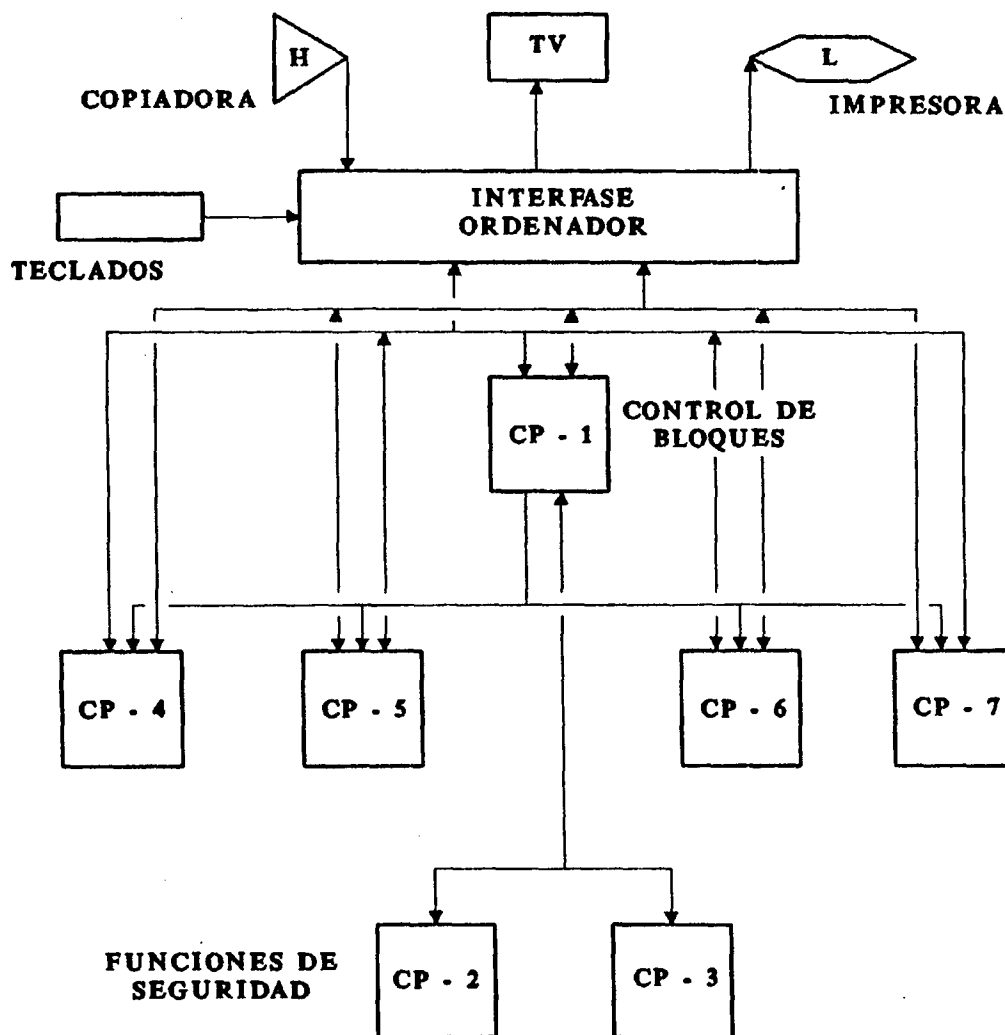 H
TV
L
COPIADORA
IMPRESORA
INTERFASE
ORDENADOR
TECLADOS
CP - 1
CONTROL DE
BLOQUES
CP - 4
CP - 5
CP - 6
CP - 7
FUNCIONES DE
SEGURIDAD
CP - 2
CP - 3